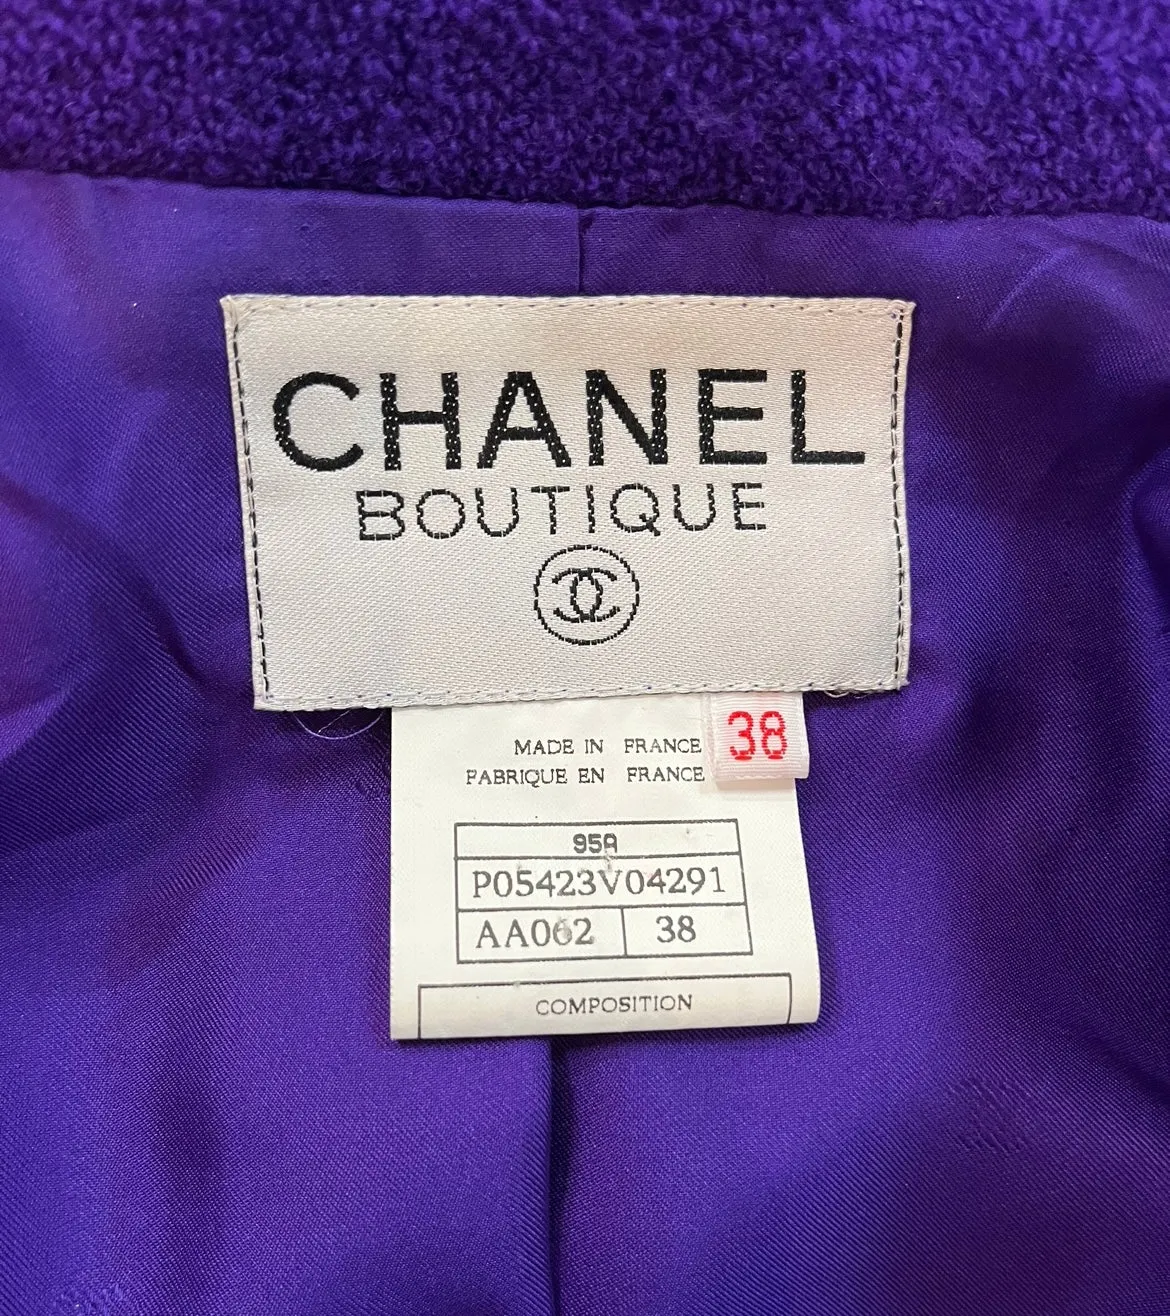 CHANEL
BOUTIQUE
MADE IN FRANCE
FABRIQUE EN FRANCE
38
95A
P05423V04291
AA062 38
COMPOSITION